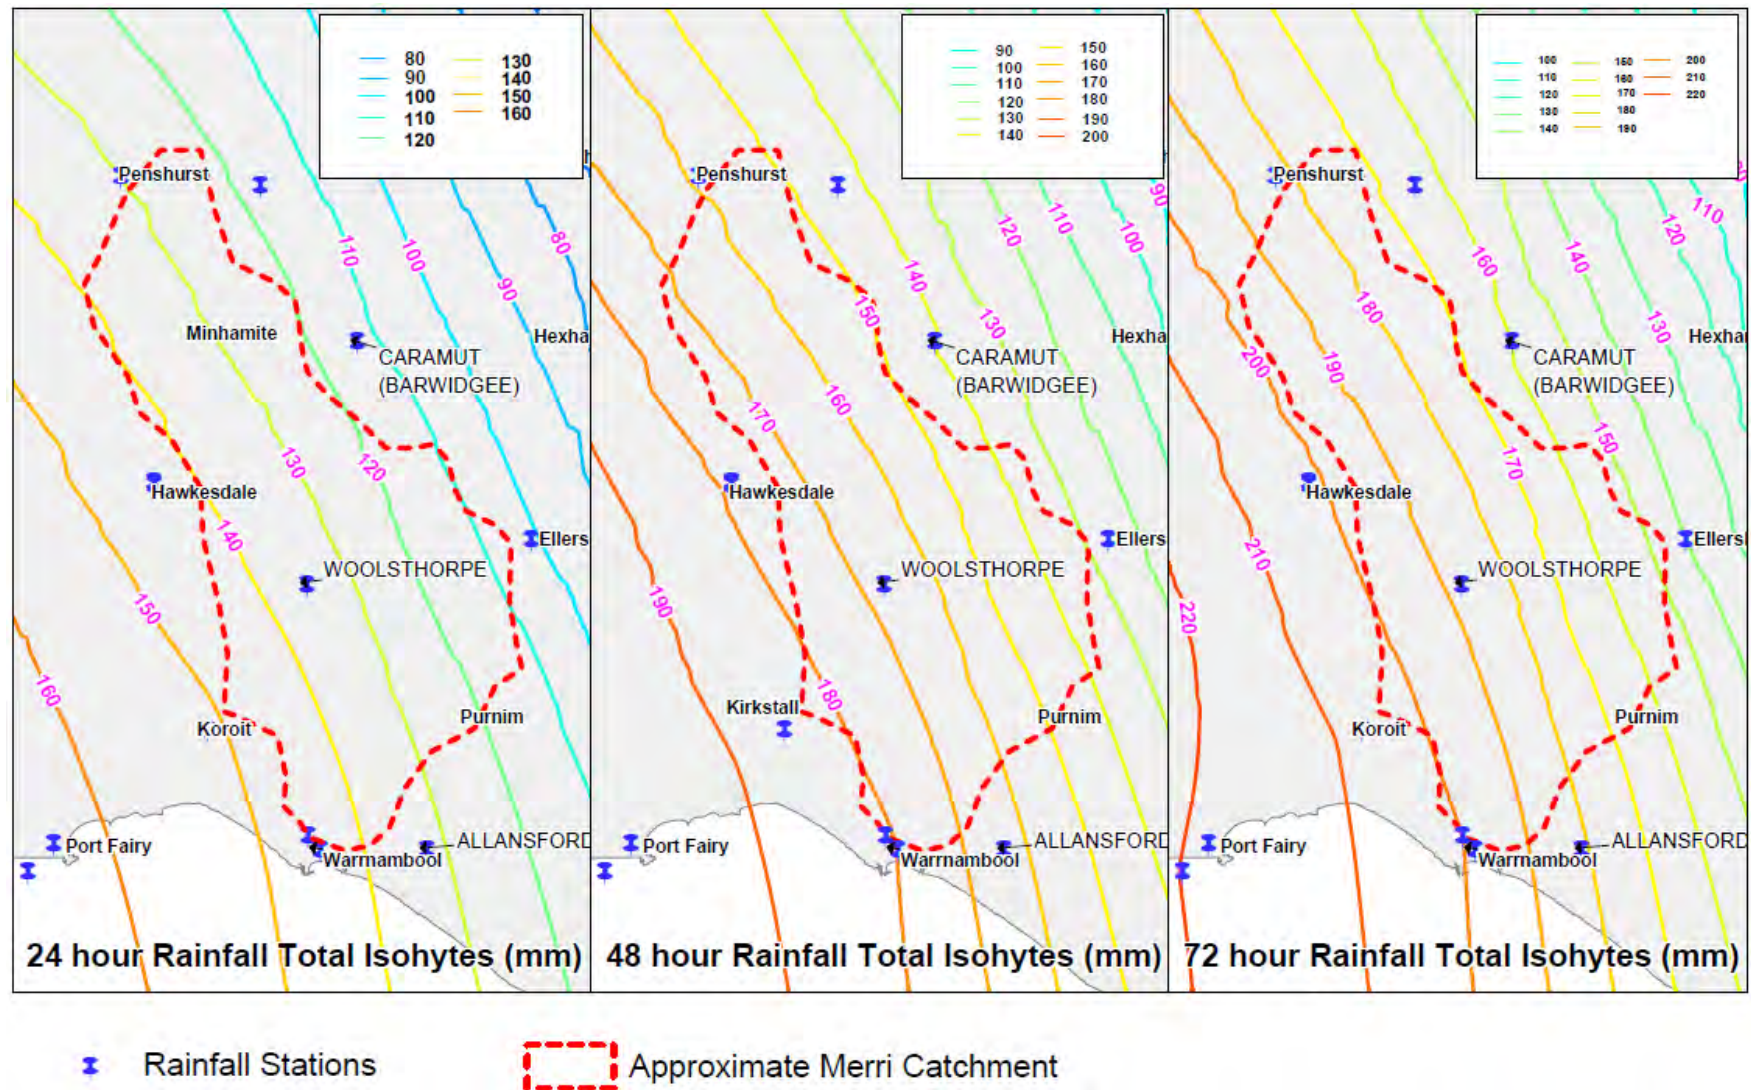 80
90
100
110
120
130
140
150
160
Penshurst
110
100
90
80
Minhamite
Hexha
CARAMUT
(BARWIDGEE)
130
120
Hawkesdale
140
Ellers
WOOLSTHORPE
150
160
Koroit
Purnim
Port Fairy
ALLANSFORD
Warrnambool
24 hour Rainfall Total Isohytes (mm)
90
100
110
120
130
140
150
160
170
180
190
200
Penshurst
90
120
110
100
140
150
130
Hexha
CARAMUT
(BARWIDGEE)
170
160
Hawkesdale
Ellers
WOOLSTHORPE
190
180
Kirkstall
Purnim
Port Fairy
ALLANSFORD
Warrnambool
48 hour Rainfall Total Isohytes (mm)
100
110
120
130
140
150
160
170
180
190
200
210
220
Penshurst
110
120
160
140
180
130
Hexhar
200
190
CARAMUT
(BARWIDGEE)
150
170
Hawkesdale
210
Ellersl
WOOLSTHORPE
220
Koroit
Purnim
Port Fairy
ALLANSFORD
Warrnambool
72 hour Rainfall Total Isohytes (mm)
Rainfall Stations
Approximate Merri Catchment